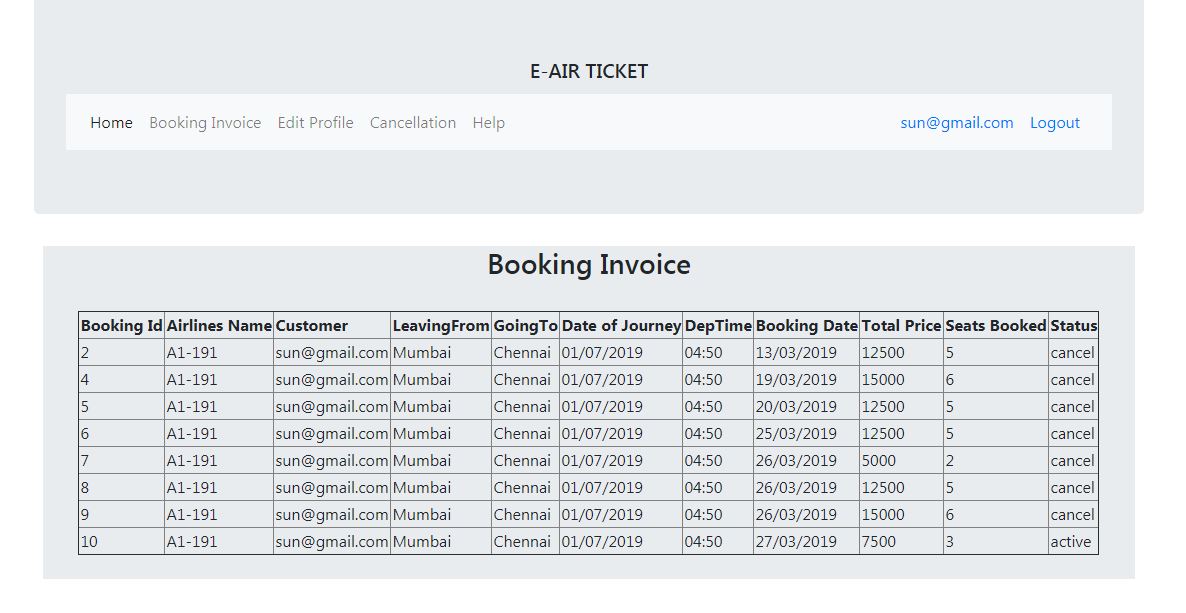 E-AIR TICKET
Home Booking Invoice Edit Profile Cancellation Help sun@gmail.com Logout
Booking Invoice
Booking Id Airlines Name Customer LeavingFrom GoingTo Date of Journey DepTime Booking Date Total Price Seats Booked Status
2 A1-191 sun@gmail.com Mumbai Chennai 01/07/2019 04:50 13/03/2019 12500 5 cancel
4 A1-191 sun@gmail.com Mumbai Chennai 01/07/2019 04:50 19/03/2019 15000 6 cancel
5 A1-191 sun@gmail.com Mumbai Chennai 01/07/2019 04:50 20/03/2019 12500 5 cancel
6 A1-191 sun@gmail.com Mumbai Chennai 01/07/2019 04:50 25/03/2019 12500 5 cancel
7 A1-191 sun@gmail.com Mumbai Chennai 01/07/2019 04:50 26/03/2019 5000 2 cancel
8 A1-191 sun@gmail.com Mumbai Chennai 01/07/2019 04:50 26/03/2019 12500 5 cancel
9 A1-191 sun@gmail.com Mumbai Chennai 01/07/2019 04:50 26/03/2019 15000 6 cancel
10 A1-191 sun@gmail.com Mumbai Chennai 01/07/2019 04:50 27/03/2019 7500 3 active